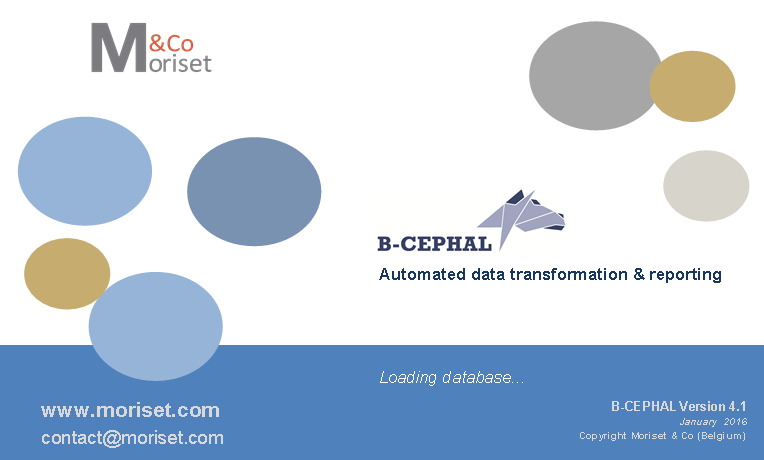 M&Co
oriset
B-CEPHAL
Automated data transformation & reporting
Loading database...
www.moriset.com
contact@moriset.com
B-CEPHAL Version 4.1
January 2016
Copyright Moriset & Co (Belgium)